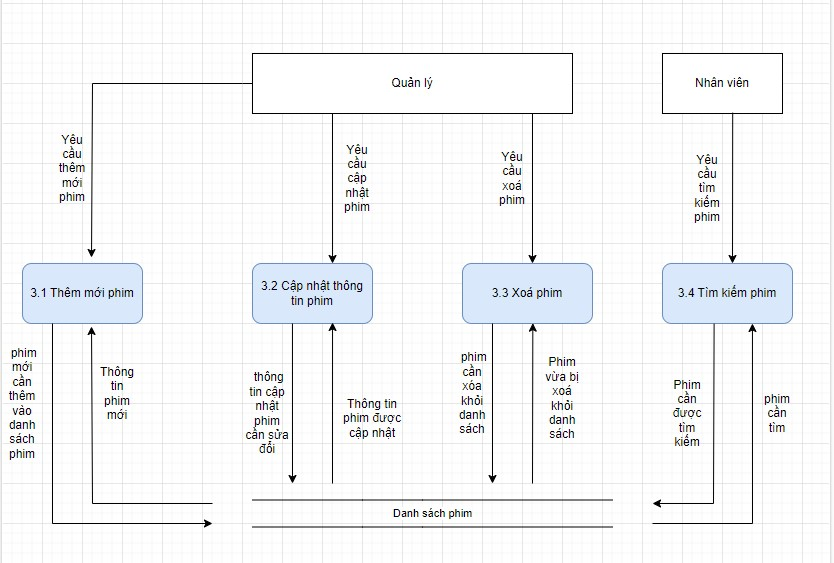 Quản lý
Nhân viên
Yêu
cầu
thêm
mới
phim
Yêu
cầu
cập
nhật
phim
Yêu
cầu
xoá
phim
Yêu
cầu
tìm
kiếm
phim
3.1 Thêm mới phim
3.2 Cập nhật thông
tin phim
3.3 Xoá phim
3.4 Tìm kiếm phim
phim
mới
cần
thêm
vào
danh
sách
phim
Thông
tin
phim
mới
thông
tin cập
nhật
phim
cần sửa
đổi
Thông tin
phim được
cập nhật
phim
cần
xóa
khỏi
danh
sách
Phim
vừa bị
xoá
khỏi
danh
sách
Phim
cần
được
tìm
kiếm
phim
cần
tìm
Danh sách phim